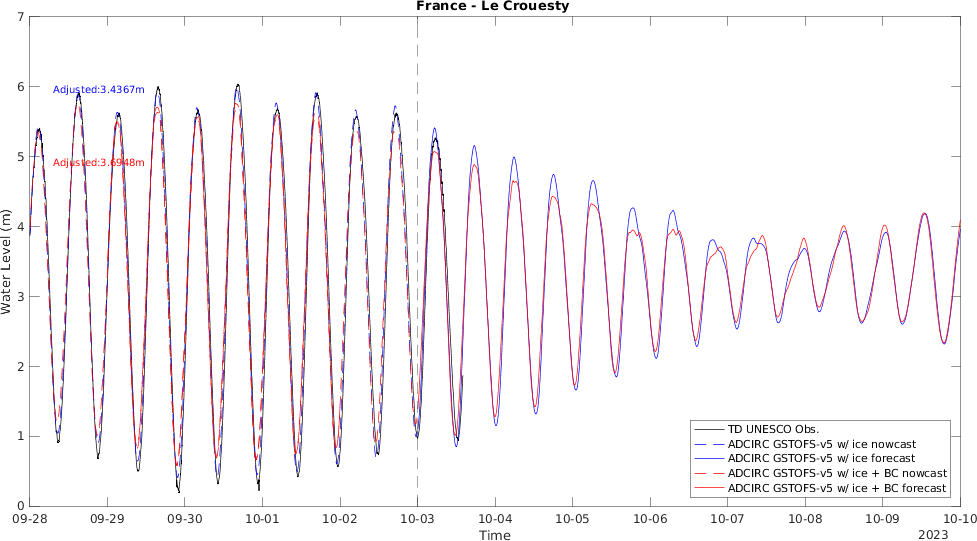 France - Le Crouesty
Water Level (m)
7
6
5
4
3
2
1
0
Adjusted:3.4367m
Adjusted:3.6948m
TD UNESCO Obs.
ADCIRC GSTOFS-v5 w/ ice nowcast
ADCIRC GSTOFS-v5 w/ ice forecast
ADCIRC GSTOFS-v5 w/ ice + BC nowcast
ADCIRC GSTOFS-v5 w/ ice + BC forecast
09-28 09-29 09-30 10-01 10-02 10-03 10-04 10-05 10-06 10-07 10-08 10-09 10-10
Time
2023